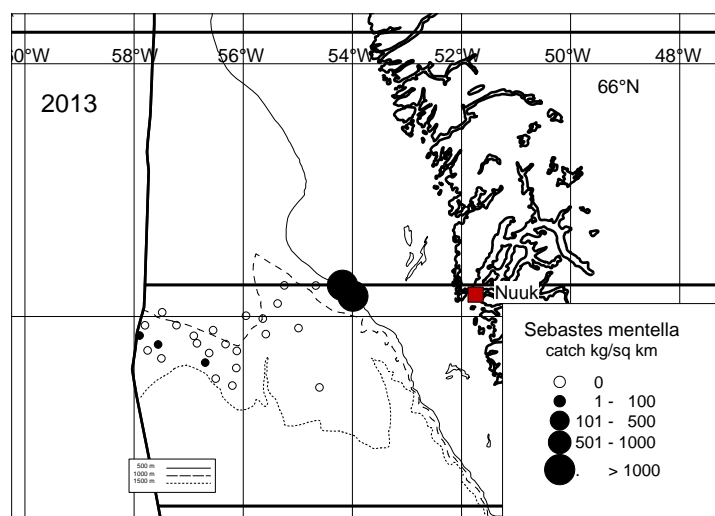 60°W 58°W 56°W 54°W 52°W 50°W 48°W
66°N
2013
Nuuk
Sebastes mentella
catch kg/sq km
0
1 - 100
101 - 500
501 - 1000
. > 1000
500 m
1000 m
1500 m